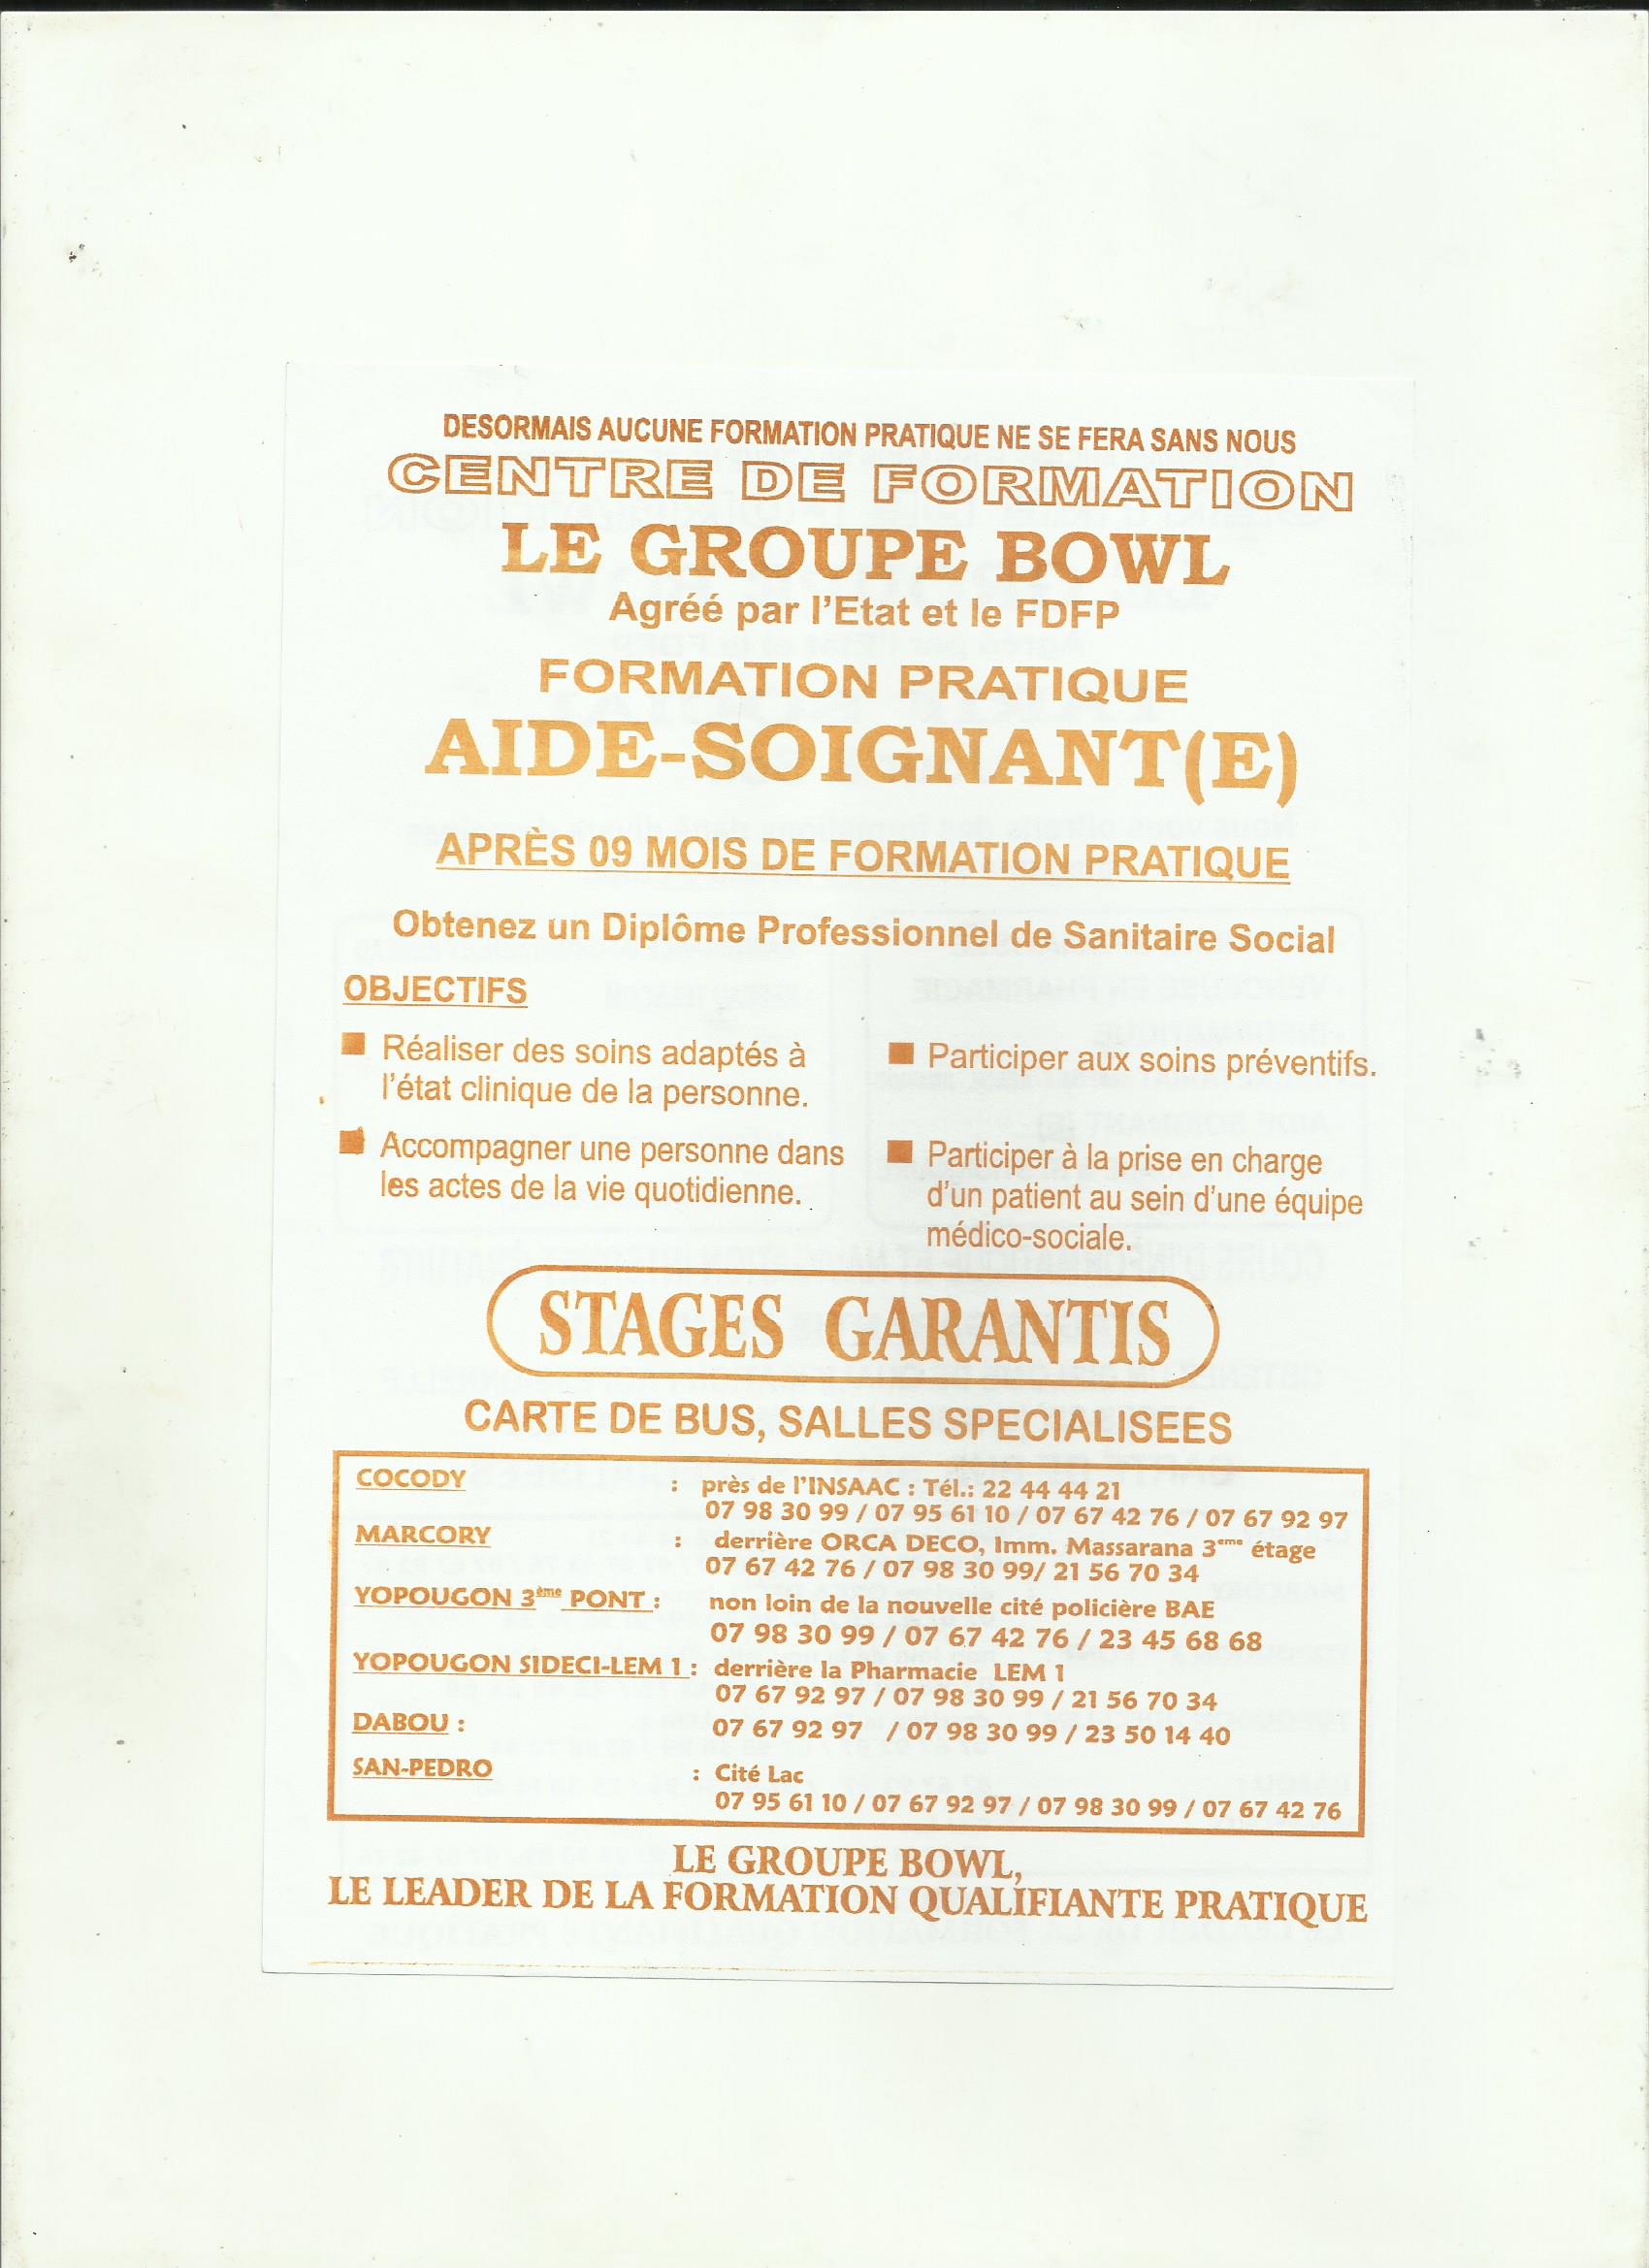 DESORMAIS AUCUNE FORMATION PRATIQUE NE SE FERA SANS NOUS
CENTRE DE FORMATION
LE GROUPE BOWL
Agréé par l'Etat et le FDFP
FORMATION PRATIQUE
AIDE-SOIGNANT(E)
APRÈS 09 MOIS DE FORMATION PRATIQUE
Obtenez un Diplôme Professionnel de Sanitaire Social
OBJECTIFS
■ Réaliser des soins adaptés à
l'état clinique de la personne.
■ Accompagner une personne dans
les actes de la vie quotidienne.
■ Participer aux soins préventifs.
■ Participer à la prise en charge
d'un patient au sein d'une équipe
médico-sociale.
STAGES GARANTIS
CARTE DE BUS, SALLES SPECIALISEES
COCODY : près de l'INSAAC : Tél.: 22 44 44 21
07 98 30 99 / 07 95 61 10 / 07 67 42 76 / 07 67 92 97
MARCORY : derrière ORCA DECO, Imm. Massarana 3eme étage
07 67 42 76 / 07 98 30 99/ 21 56 70 34
YOPOUGON 3ème PONT : non loin de la nouvelle cité policière BAE
07 98 30 99 / 07 67 42 76 / 23 45 68 68
YOPOUGON SIDECI-LEM 1 : derrière la Pharmacie LEM 1
07 67 92 97 / 07 98 30 99 / 21 56 70 34
DABOU : 07 67 92 97 / 07 98 30 99 / 23 50 14 40
SAN-PEDRO : Cité Lac
07 95 61 10 / 07 67 92 97 / 07 98 30 99 / 07 67 42 76
LE GROUPE BOWL,
LE LEADER DE LA FORMATION QUALIFIANTE PRATIQUE